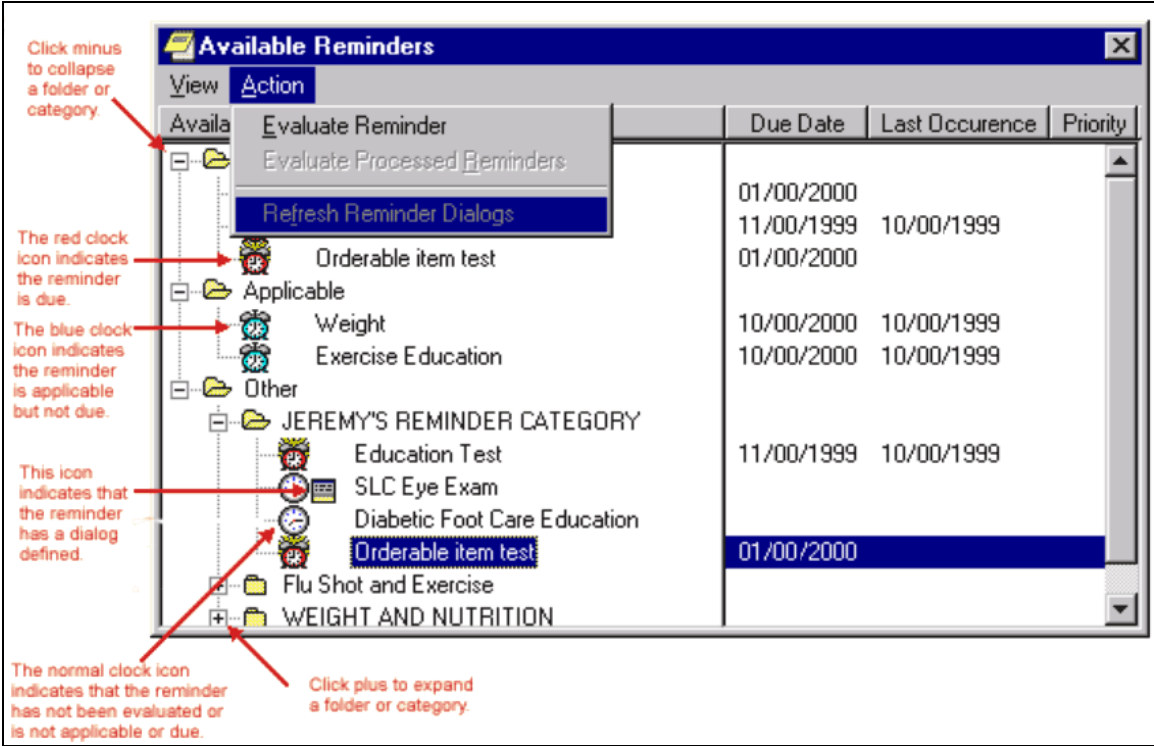 Click minus
to collapse
a folder or
category.
The red clock
icon indicates
the reminder
is due.
The blue clock
icon indicates
the reminder
is applicable
but not due.
This icon
indicates that
the reminder
has a dialog
defined.
The normal clock icon
indicates that the reminder
has not been evaluated or
is not applicable or due.
Click plus to expand
a folder or category.
Available Reminders
View Action
Availa Due Date Last Occurence Priority
Evaluate Reminder
Evaluate Processed Reminders
Refresh Reminder Dialogs
01/00/2000
11/00/1999 10/00/1999
Orderable item test 01/00/2000
Applicable
Weight 10/00/2000 10/00/1999
Exercise Education 10/00/2000 10/00/1999
Other
JEREMY'S REMINDER CATEGORY
Education Test 11/00/1999 10/00/1999
SLC Eye Exam
Diabetic Foot Care Education
Orderable item test 01/00/2000
Flu Shot and Exercise
WEIGHT AND NUTRITION